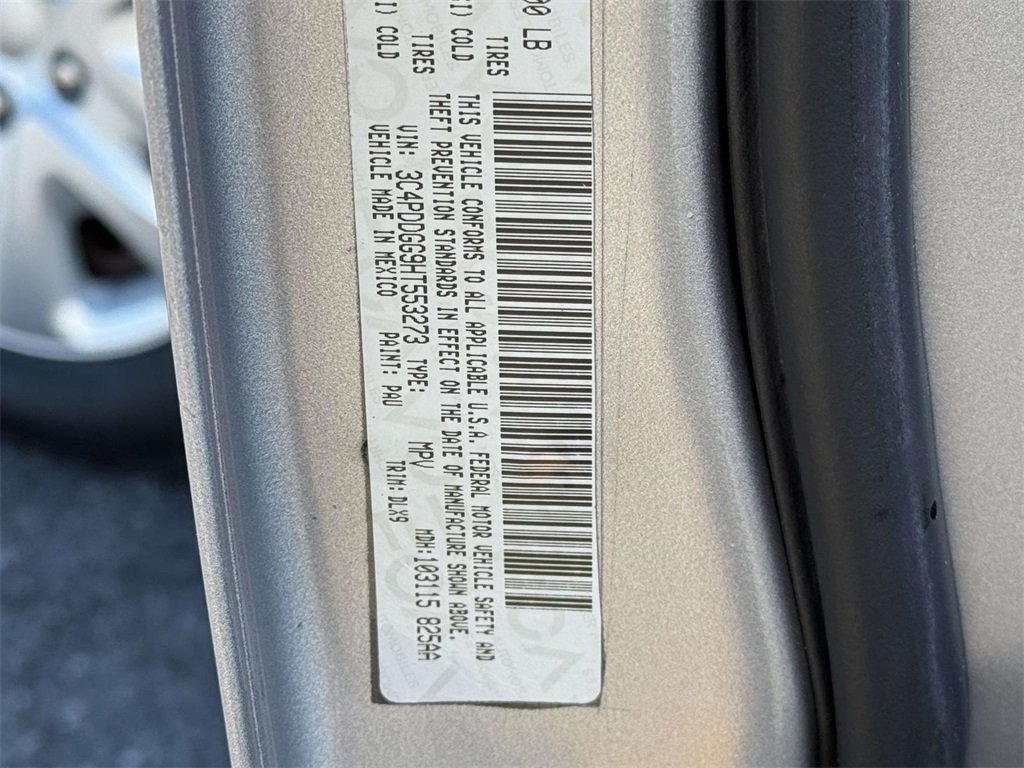 00 LB
TIRES
SI) COLD
TIRES
I) COLD
THIS VEHICLE CONFORMS TO ALL APPLICABLE U.S.A. FEDERAL MOTOR VEHICLE SAFETY AND
THEFT PREVENTION STANDARDS IN EFFECT ON THE DATE OF MANUFACTURE SHOWN ABOVE.
VIN: 3C4PDDGG9HT553273 TYPE: MPV MDH:103115 825AA
VEHICLE MADE IN MEXICO PAINT: PAU TRIM: DLX9